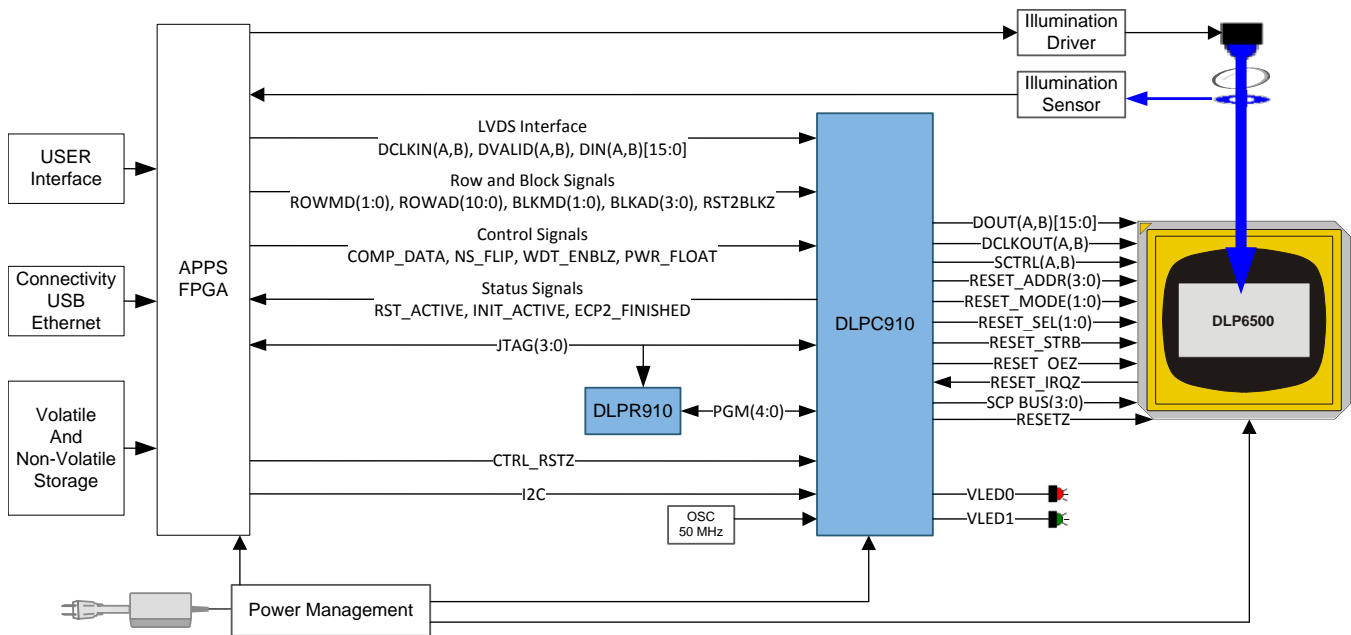 Illumination
Driver
Illumination
Sensor
USER
Interface
Connectivity
USB
Ethernet
Volatile
And
Non-Volatile
Storage
APPS
FPGA
LVDS Interface
DCLKIN(A,B), DVALID(A,B), DIN(A,B)[15:0]
Row and Block Signals
ROWMD(1:0), ROWAD(10:0), BLKMD(1:0), BLKAD(3:0), RST2BLKZ
Control Signals
COMP_DATA, NS_FLIP, WDT_ENBLZ, PWR_FLOAT
Status Signals
RST_ACTIVE, INIT_ACTIVE, ECP2_FINISHED
JTAG(3:0)
DLPR910
PGM(4:0)
CTRL_RSTZ
I2C
OSC
50 MHz
DLPC910
DOUT(A,B)[15:0]
DCLKOUT(A,B)
SCTRL(A,B)
RESET_ADDR(3:0)
RESET_MODE(1:0)
RESET_SEL(1:0)
RESET_STRB
RESET_OEZ
RESET_IRQZ
SCP BUS(3:0)
RESETZ
VLED0
VLED1
DLP6500
Power Management